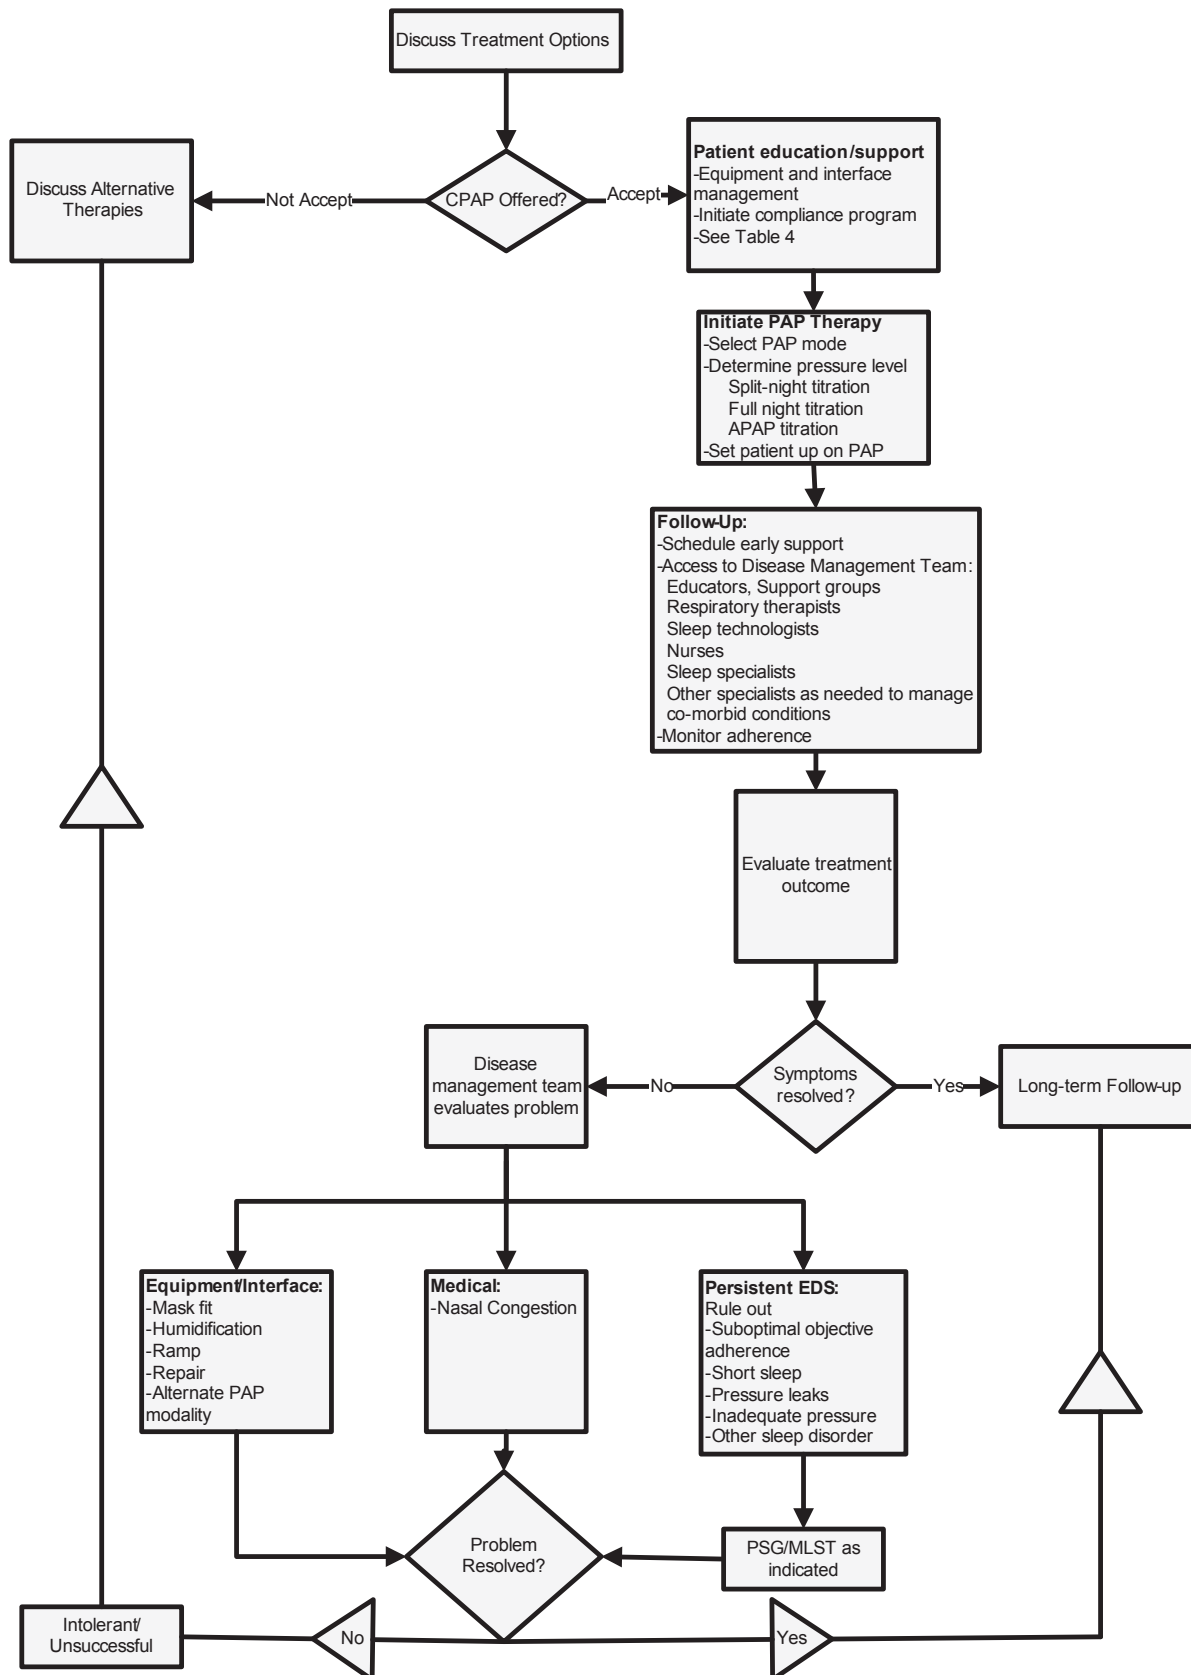 Discuss Treatment Options
CPAP Offered?
Not Accept
Accept
Discuss Alternative
Therapies
Patient education/support
-Equipment and interface
management
-Initiate compliance program
-See Table 4
Initiate PAP Therapy
-Select PAP mode
-Determine pressure level
Split-night titration
Full night titration
APAP titration
-Set patient up on PAP
Follow-Up:
-Schedule early support
-Access to Disease Management Team:
Educators, Support groups
Respiratory therapists
Sleep technologists
Nurses
Sleep specialists
Other specialists as needed to manage
co-morbid conditions
-Monitor adherence
Evaluate treatment
outcome
Symptoms
resolved?
No
Yes
Disease
management team
evaluates problem
Long-term Follow-up
Equipment/Interface:
-Mask fit
-Humidification
-Ramp
-Repair
-Alternate PAP
modality
Medical:
-Nasal Congestion
Persistent EDS:
Rule out
-Suboptimal objective
adherence
-Short sleep
-Pressure leaks
-Inadequate pressure
-Other sleep disorder
PSG/MLST as
indicated
Problem
Resolved?
No
Yes
Intolerant/
Unsuccessful